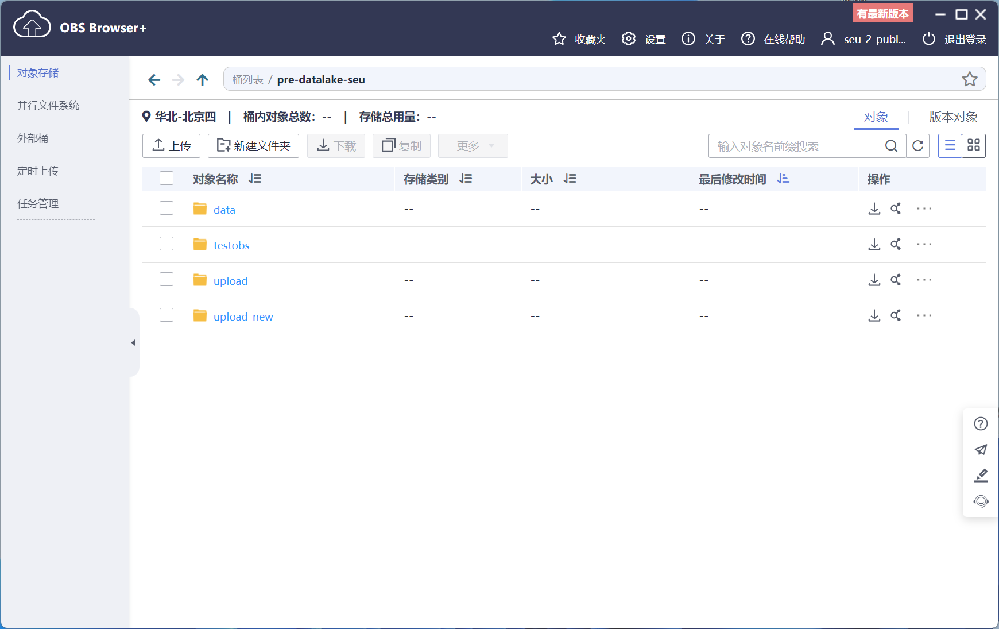 有最新版本
OBS Browser+
收藏夹 设置 关于 在线帮助 seu-2-publ... 退出登录
对象存储
并行文件系统
外部桶
定时上传
任务管理
桶列表 / pre-datalake-seu
华北-北京四 | 桶内对象总数： -- | 存储总用量： --
对象 版本对象
上传 新建文件夹 下载 复制 更多
输入对象名前缀搜索
对象名称 存储类别 大小 最后修改时间 操作
data -- -- --
testobs -- -- --
upload -- -- --
upload_new -- -- --